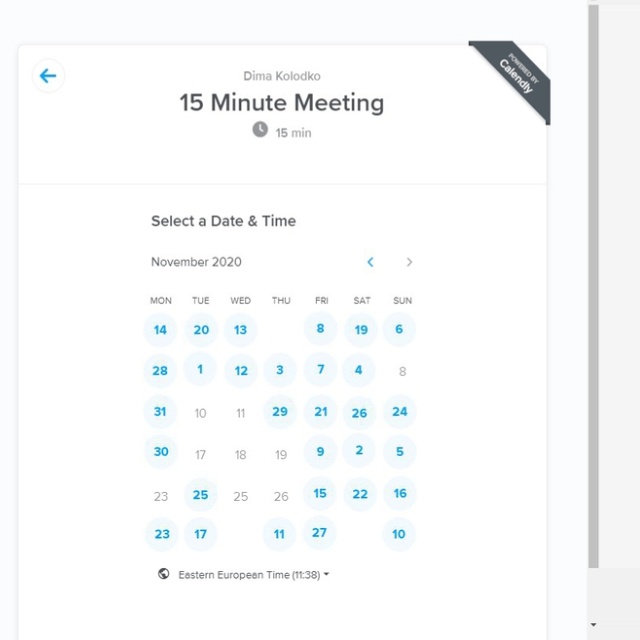 POWERED BY
Calendly
Dima Kolodko
15 Minute Meeting
15 min
Select a Date & Time
November 2020
MON TUE WED THU FRI SAT SUN
14 20 13 8 19 6
28 1 12 3 7 4 8
31 10 11 29 21 26 24
30 17 18 19 9 2 5
23 25 25 26 15 22 16
23 17 11 27 10
Eastern European Time (11:38)